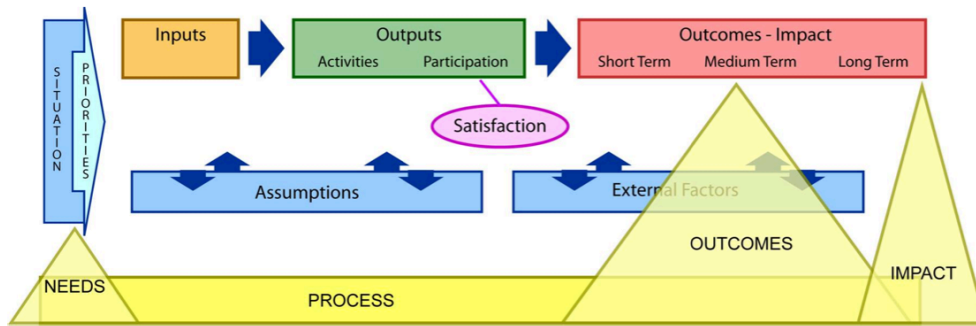 SITUATION
PRIORITIES
Inputs
Outputs
Activities Participation
Outcomes - Impact
Short Term Medium Term Long Term
Satisfaction
Assumptions
External Factors
NEEDS
PROCESS
OUTCOMES
IMPACT